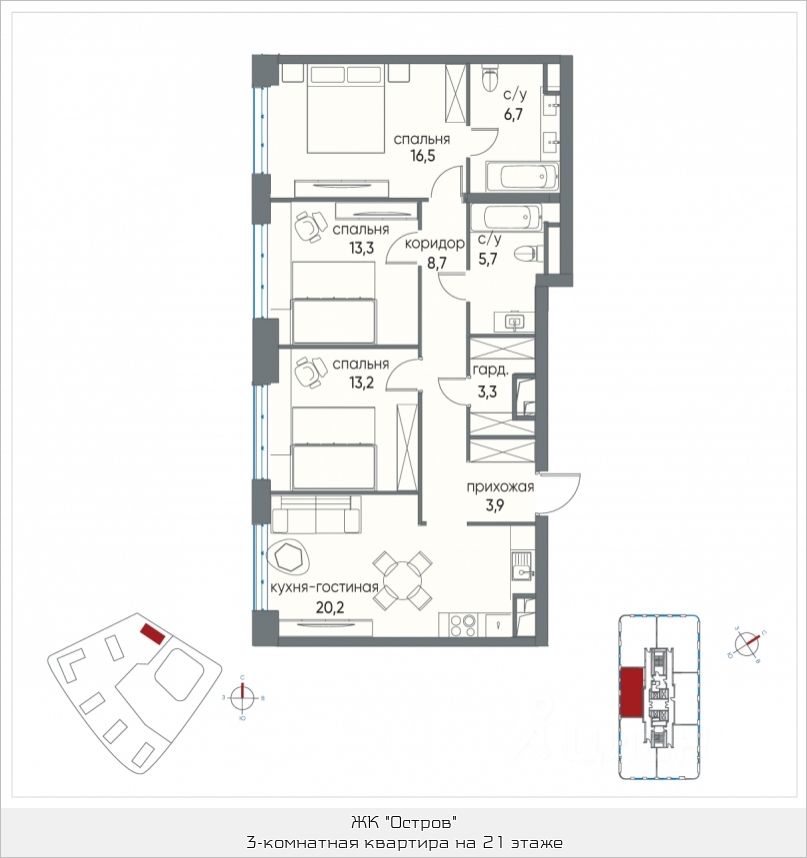 с/у
6,7
спальня
16,5
спальня
13,3
коридор
8,7
с/у
5,7
спальня
13,2
гард.
3,3
прихожая
3,9
кухня-гостиная
20,2
С
З
В
Ю
З
С
Ю
В
ЖК "Остров"
3-комнатная квартира на 21 этаже